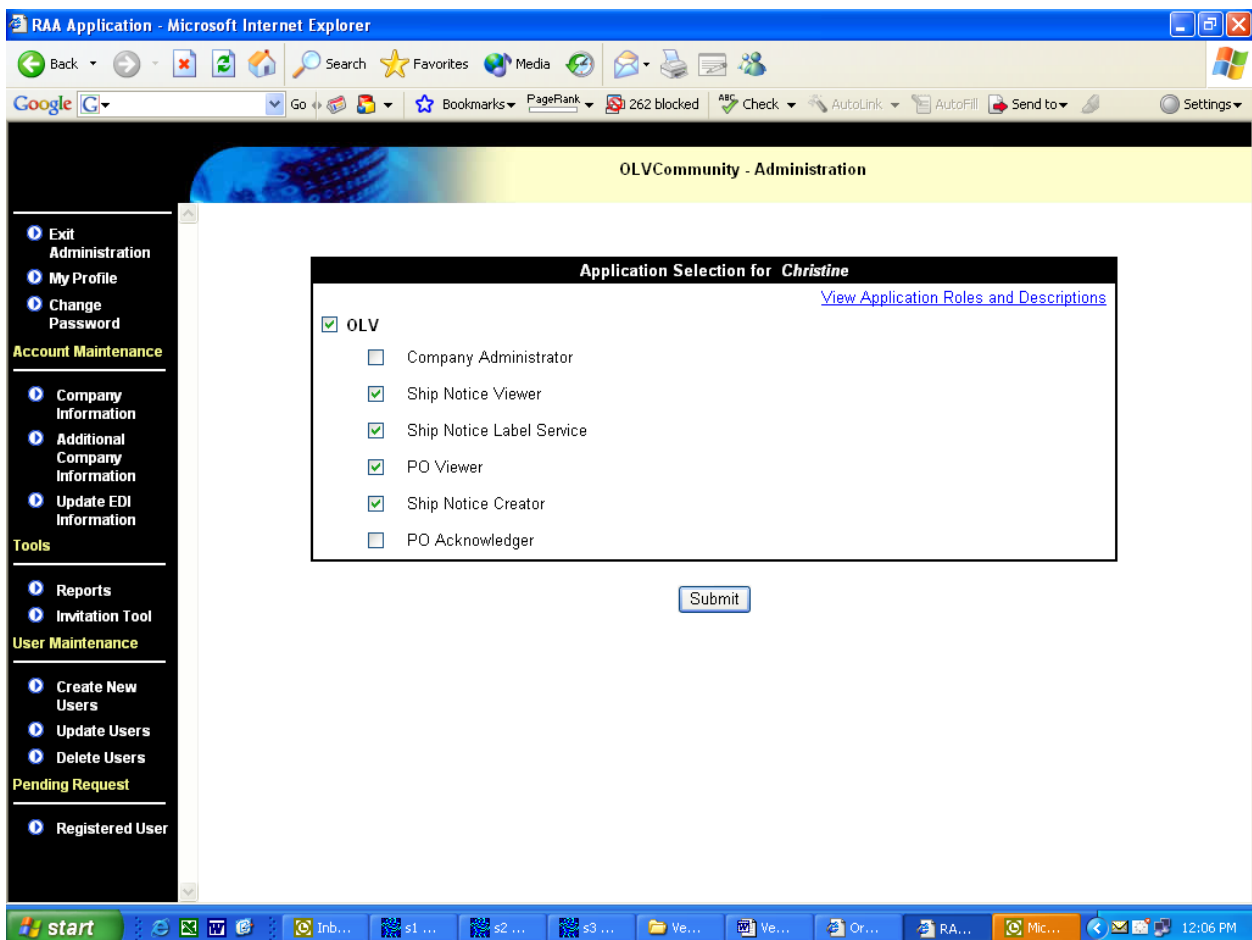 RAA Application - Microsoft Internet Explorer
Back Search Favorites Media
Google G Go Bookmarks PageRank 262 blocked ABC Check AutoLink AutoFill Send to Settings
OLVCommunity - Administration
Exit
Administration
My Profile
Change
Password
Account Maintenance
Company
Information
Additional
Company
Information
Update EDI
Information
Tools
Reports
Invitation Tool
User Maintenance
Create New
Users
Update Users
Delete Users
Pending Request
Registered User
Application Selection for Christine
View Application Roles and Descriptions
OLV
Company Administrator
Ship Notice Viewer
Ship Notice Label Service
PO Viewer
Ship Notice Creator
PO Acknowledger
Submit
start Inb... s1 ... s2 ... s3 ... Ve... Ve... Or... RA... Mic... 12:06 PM